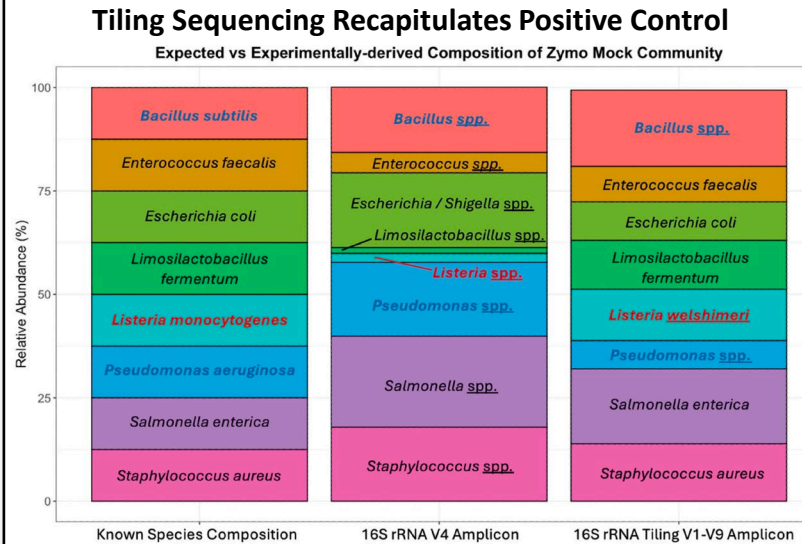 Tiling Sequencing Recapitulates Positive Control
Expected vs Experimentally-derived Composition of Zymo Mock Community
Relative Abundance (%)
100
75
50
25
0
Bacillus subtilis
Enterococcus faecalis
Escherichia coli
Limosilactobacillus
fermentum
Listeria monocytogenes
Pseudomonas aeruginosa
Salmonella enterica
Staphylococcus aureus
Known Species Composition
Bacillus spp.
Enterococcus spp.
Escherichia / Shigella spp.
Limosilactobacillus spp.
Listeria spp.
Pseudomonas spp.
Salmonella spp.
Staphylococcus spp.
16S rRNA V4 Amplicon
Bacillus spp.
Enterococcus faecalis
Escherichia coli
Limosilactobacillus
fermentum
Listeria welshimeri
Pseudomonas spp.
Salmonella enterica
Staphylococcus aureus
16S rRNA Tiling V1-V9 Amplicon